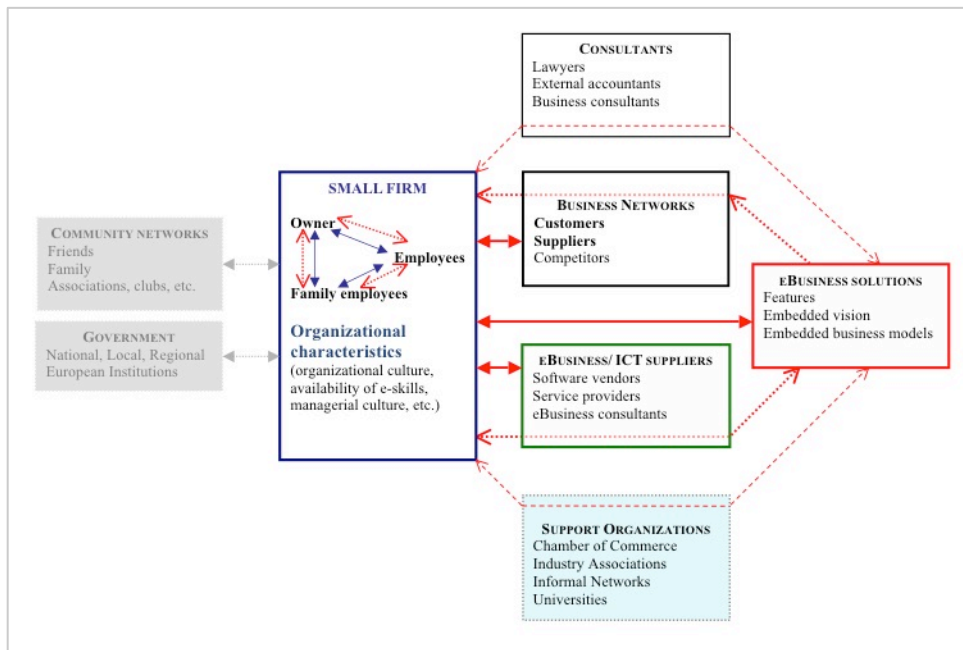 CONSULTANTS
Lawyers
External accountants
Business consultants
SMALL FIRM
Owner
Employees
Family employees
Organizational
characteristics
(organizational culture,
availability of e-skills,
managerial culture, etc.)
COMMUNITY NETWORKS
Friends
Family
Associations, clubs, etc.
GOVERNMENT
National, Local, Regional
European Institutions
BUSINESS NETWORKS
Customers
Suppliers
Competitors
EBUSINESS SOLUTIONS
Features
Embedded vision
Embedded business models
EBUSINESS/ ICT SUPPLIERS
Software vendors
Service providers
eBusiness consultants
SUPPORT ORGANIZATIONS
Chamber of Commerce
Industry Associations
Informal Networks
Universities